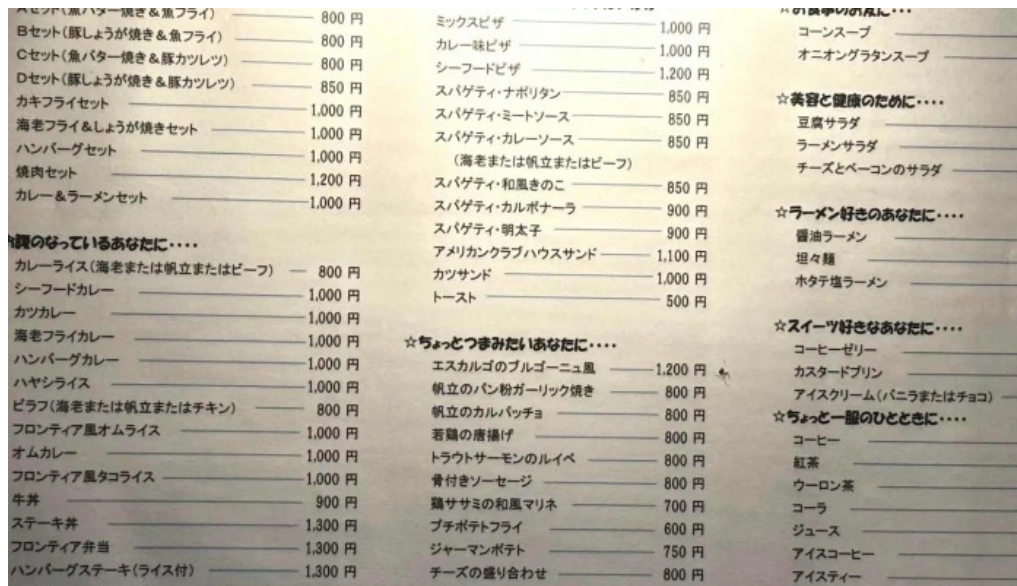 Aセット(魚バター焼き&魚フライ) 800 円
Bセット(豚しょうが焼き&魚フライ) 800 円
Cセット(魚バター焼き&豚カツレツ) 800 円
Dセット(豚しょうが焼き&豚カツレツ) 850 円
カキフライセット 1,000 円
海老フライ&しょうが焼きセット 1,000 円
ハンバーグセット 1,000 円
焼肉セット 1,200 円
カレー&ラーメンセット 1,000 円
お腹のなっているあなたに・・・・
カレーライス(海老または帆立またはビーフ) 800 円
シーフードカレー 1,000 円
カツカレー 1,000 円
海老フライカレー 1,000 円
ハンバーグカレー 1,000 円
ハヤシライス 1,000 円
ピラフ(海老または帆立またはチキン) 800 円
フロンティア風オムライス 1,000 円
オムカレー 1,000 円
フロンティア風タコライス 1,000 円
牛丼 900 円
ステーキ丼 1,300 円
フロンティア弁当 1,300 円
ハンバーグステーキ(ライス付) 1,300 円
ミックスピザ 1,000 円
カレー味ピザ 1,000 円
シーフードピザ 1,200 円
スパゲティ・ナポリタン 850 円
スパゲティ・ミートソース 850 円
スパゲティ・カレーソース 850 円
(海老または帆立またはビーフ)
スパゲティ・和風きのこ 850 円
スパゲティ・カルボナーラ 900 円
スパゲティ・明太子 900 円
アメリカンクラブハウスサンド 1,100 円
カツサンド 1,000 円
トースト 500 円
☆ちょっとつまみたいあなたに・・・・
エスカルゴのブルゴーニュ風 1,200 円
帆立のパン粉ガーリック焼き 800 円
帆立のカルパッチョ 800 円
若鶏の唐揚げ 800 円
トラウトサーモンのルイベ 800 円
骨付きソーセージ 800 円
鶏ササミの和風マリネ 700 円
プチポテトフライ 600 円
ジャーマンポテト 750 円
チーズの盛り合わせ 800 円
☆お食事のお友に・・・
コーンスープ
オニオングラタンスープ
☆美容と健康のために・・・・
豆腐サラダ
ラーメンサラダ
チーズとベーコンのサラダ
☆ラーメン好きのあなたに・・・・
醤油ラーメン
坦々麺
ホタテ塩ラーメン
☆スイーツ好きなあなたに・・・・
コーヒーゼリー
カスタードプリン
アイスクリーム(バニラまたはチョコ)
☆ちょっと一服のひとときに・・・・
コーヒー
紅茶
ウーロン茶
コーラ
ジュース
アイスコーヒー
アイスティー